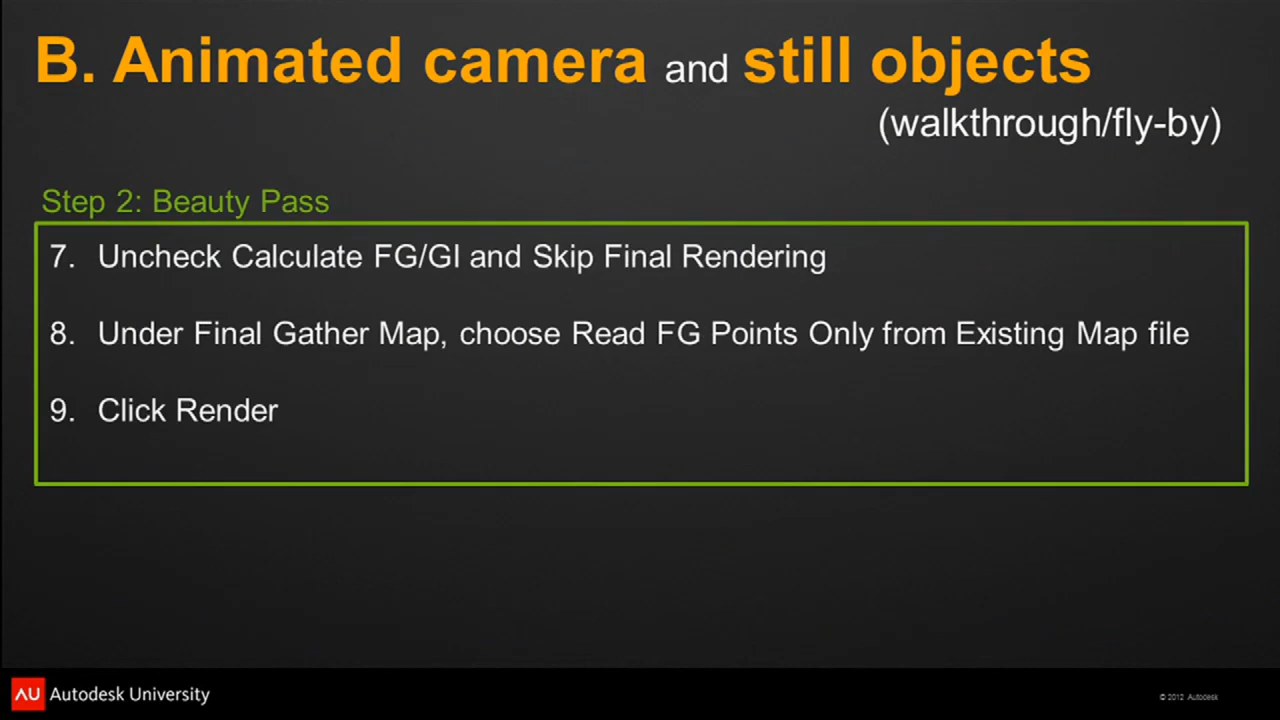 B. Animated camera and still objects
(walkthrough/fly-by)
Step 2: Beauty Pass
7. Uncheck Calculate FG/GI and Skip Final Rendering
8. Under Final Gather Map, choose Read FG Points Only from Existing Map file
9. Click Render
AU Autodesk University
© 2012 Autodesk